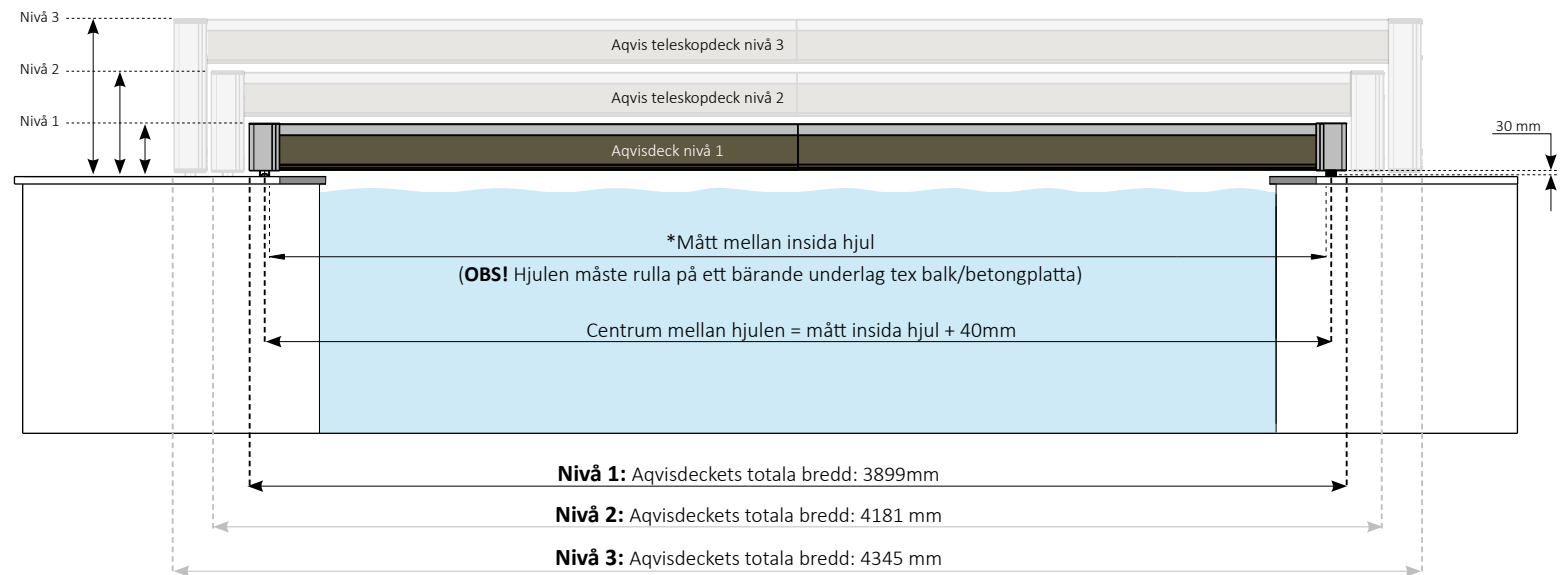 Nivå 3
Aqvis teleskopdeck nivå 3
Nivå 2
Aqvis teleskopdeck nivå 2
Nivå 1
30 mm
Aqvisdeck nivå 1
*Mått mellan insida hjul
(OBS! Hjulen måste rulla på ett bärande underlag tex balk/betongplatta)
Centrum mellan hjulen = mått insida hjul + 40mm
Nivå 1: Aqvisdeckets totala bredd: 3899mm
Nivå 2: Aqvisdeckets totala bredd: 4181 mm
Nivå 3: Aqvisdeckets totala bredd: 4345 mm